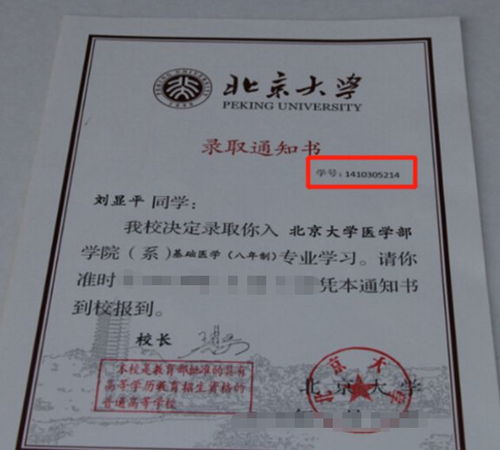 北京大学
PEKING UNIVERSITY
录取通知书
学号：1410305214
刘显平 同学：
我校决定录取你入 北京大学医学部
学院（系）基础医学（八年制）专业学习。请你
准时 凭本通知书
到校报到。
校长
本校是教育部批准的具有
高等学历教育招生资格的
普通高等学校
北京大学
北京大学